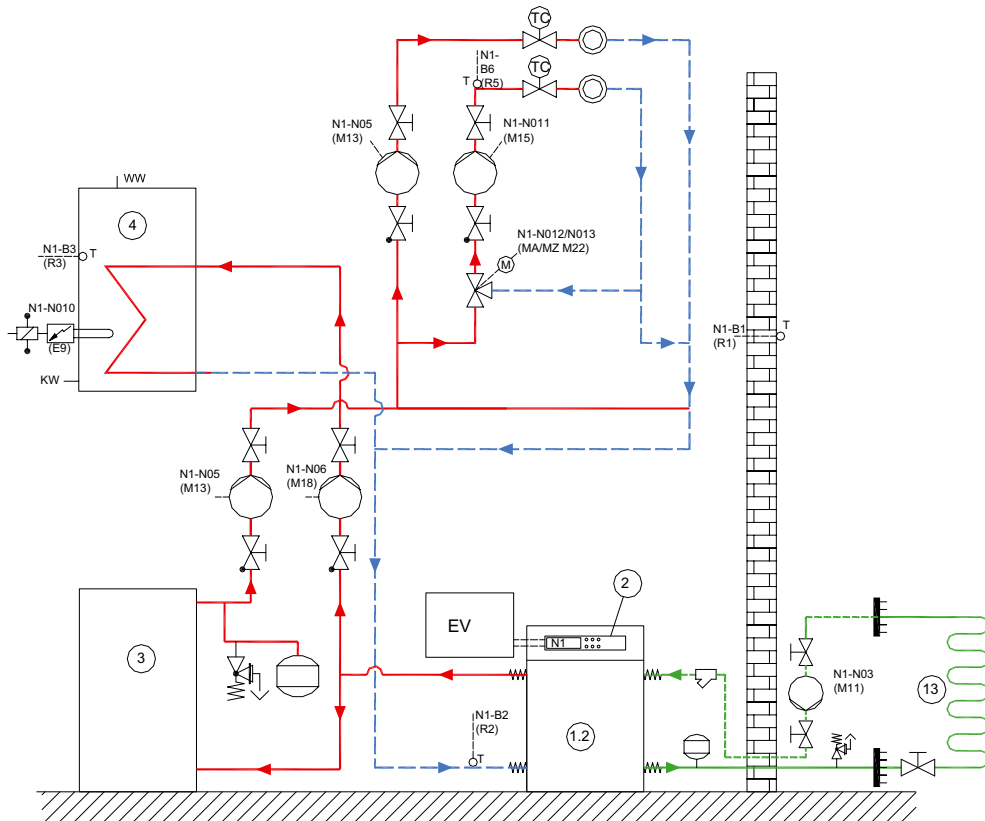 TC
N1-
B6
(R5)
T
TC
N1-N05
(M13)
N1-N011
(M15)
WW
4
N1-B3
(R3)
T
N1-N012/N013
(MA/MZ M22)
M
N1-N010
(E9)
KW
N1-B1
(R1)
T
N1-N05
(M13)
N1-N06
(M18)
2
EV
N1
3
N1-N03
(M11)
13
N1-B2
(R2)
T
1.2